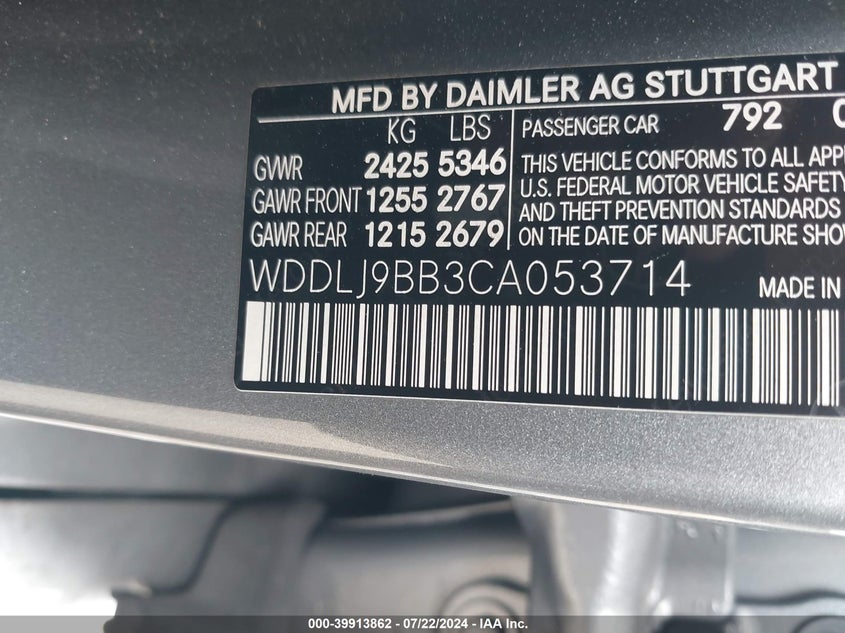 MFD BY DAIMLER AG STUTTGART
KG LBS
GVWR 2425 5346
GAWR FRONT 1255 2767
GAWR REAR 1215 2679
PASSENGER CAR 792
THIS VEHICLE CONFORMS TO ALL
U.S. FEDERAL MOTOR VEHICLE SAFETY
AND THEFT PREVENTION STANDARDS
ON THE DATE OF MANUFACTURE
WDDLJ9BB3CA053714 MADE IN
000-39913862 - 07/22/2024 - IAA Inc.